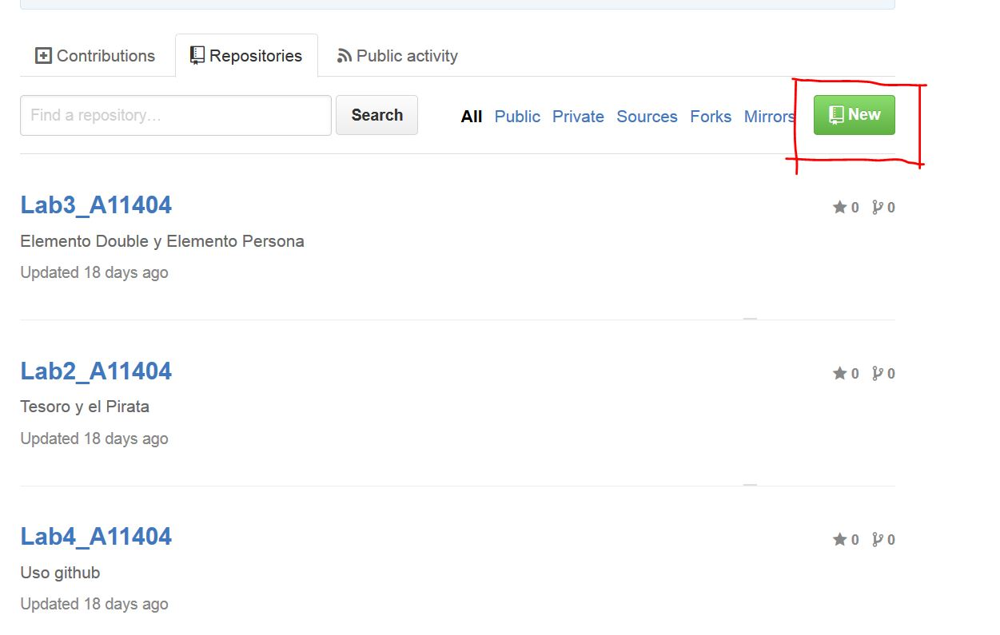 Contributions Repositories Public activity
Find a repository… Search All Public Private Sources Forks Mirrors New
Lab3_A11404 0 0
Elemento Double y Elemento Persona
Updated 18 days ago
Lab2_A11404 0 0
Tesoro y el Pirata
Updated 18 days ago
Lab4_A11404 0 0
Uso github
Updated 18 days ago